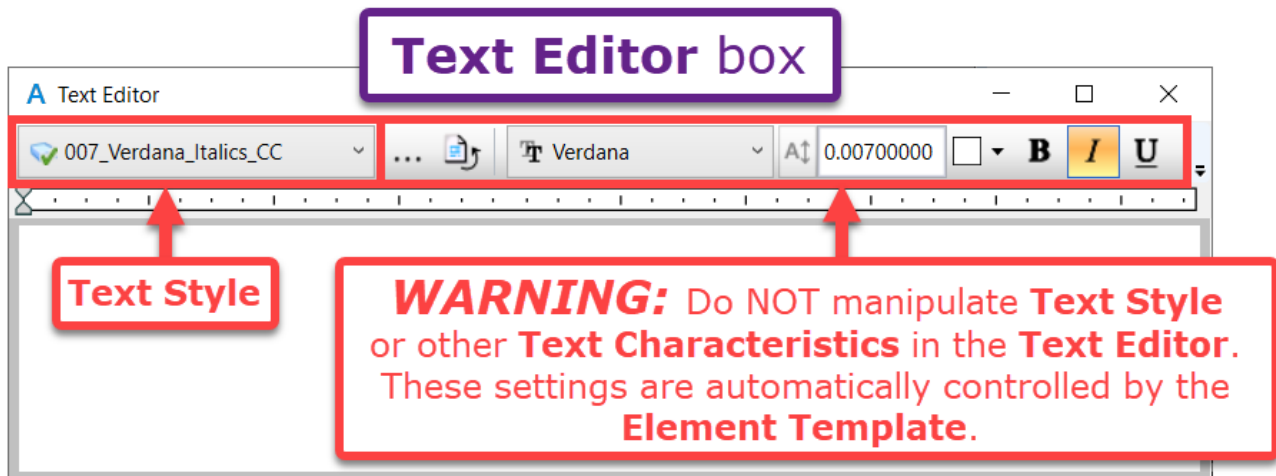 Text Editor box
A Text Editor
007_Verdana_Italics_CC ... Verdana A 0.00700000 B I U
Text Style
WARNING: Do NOT manipulate Text Style
or other Text Characteristics in the Text Editor.
These settings are automatically controlled by the
Element Template.